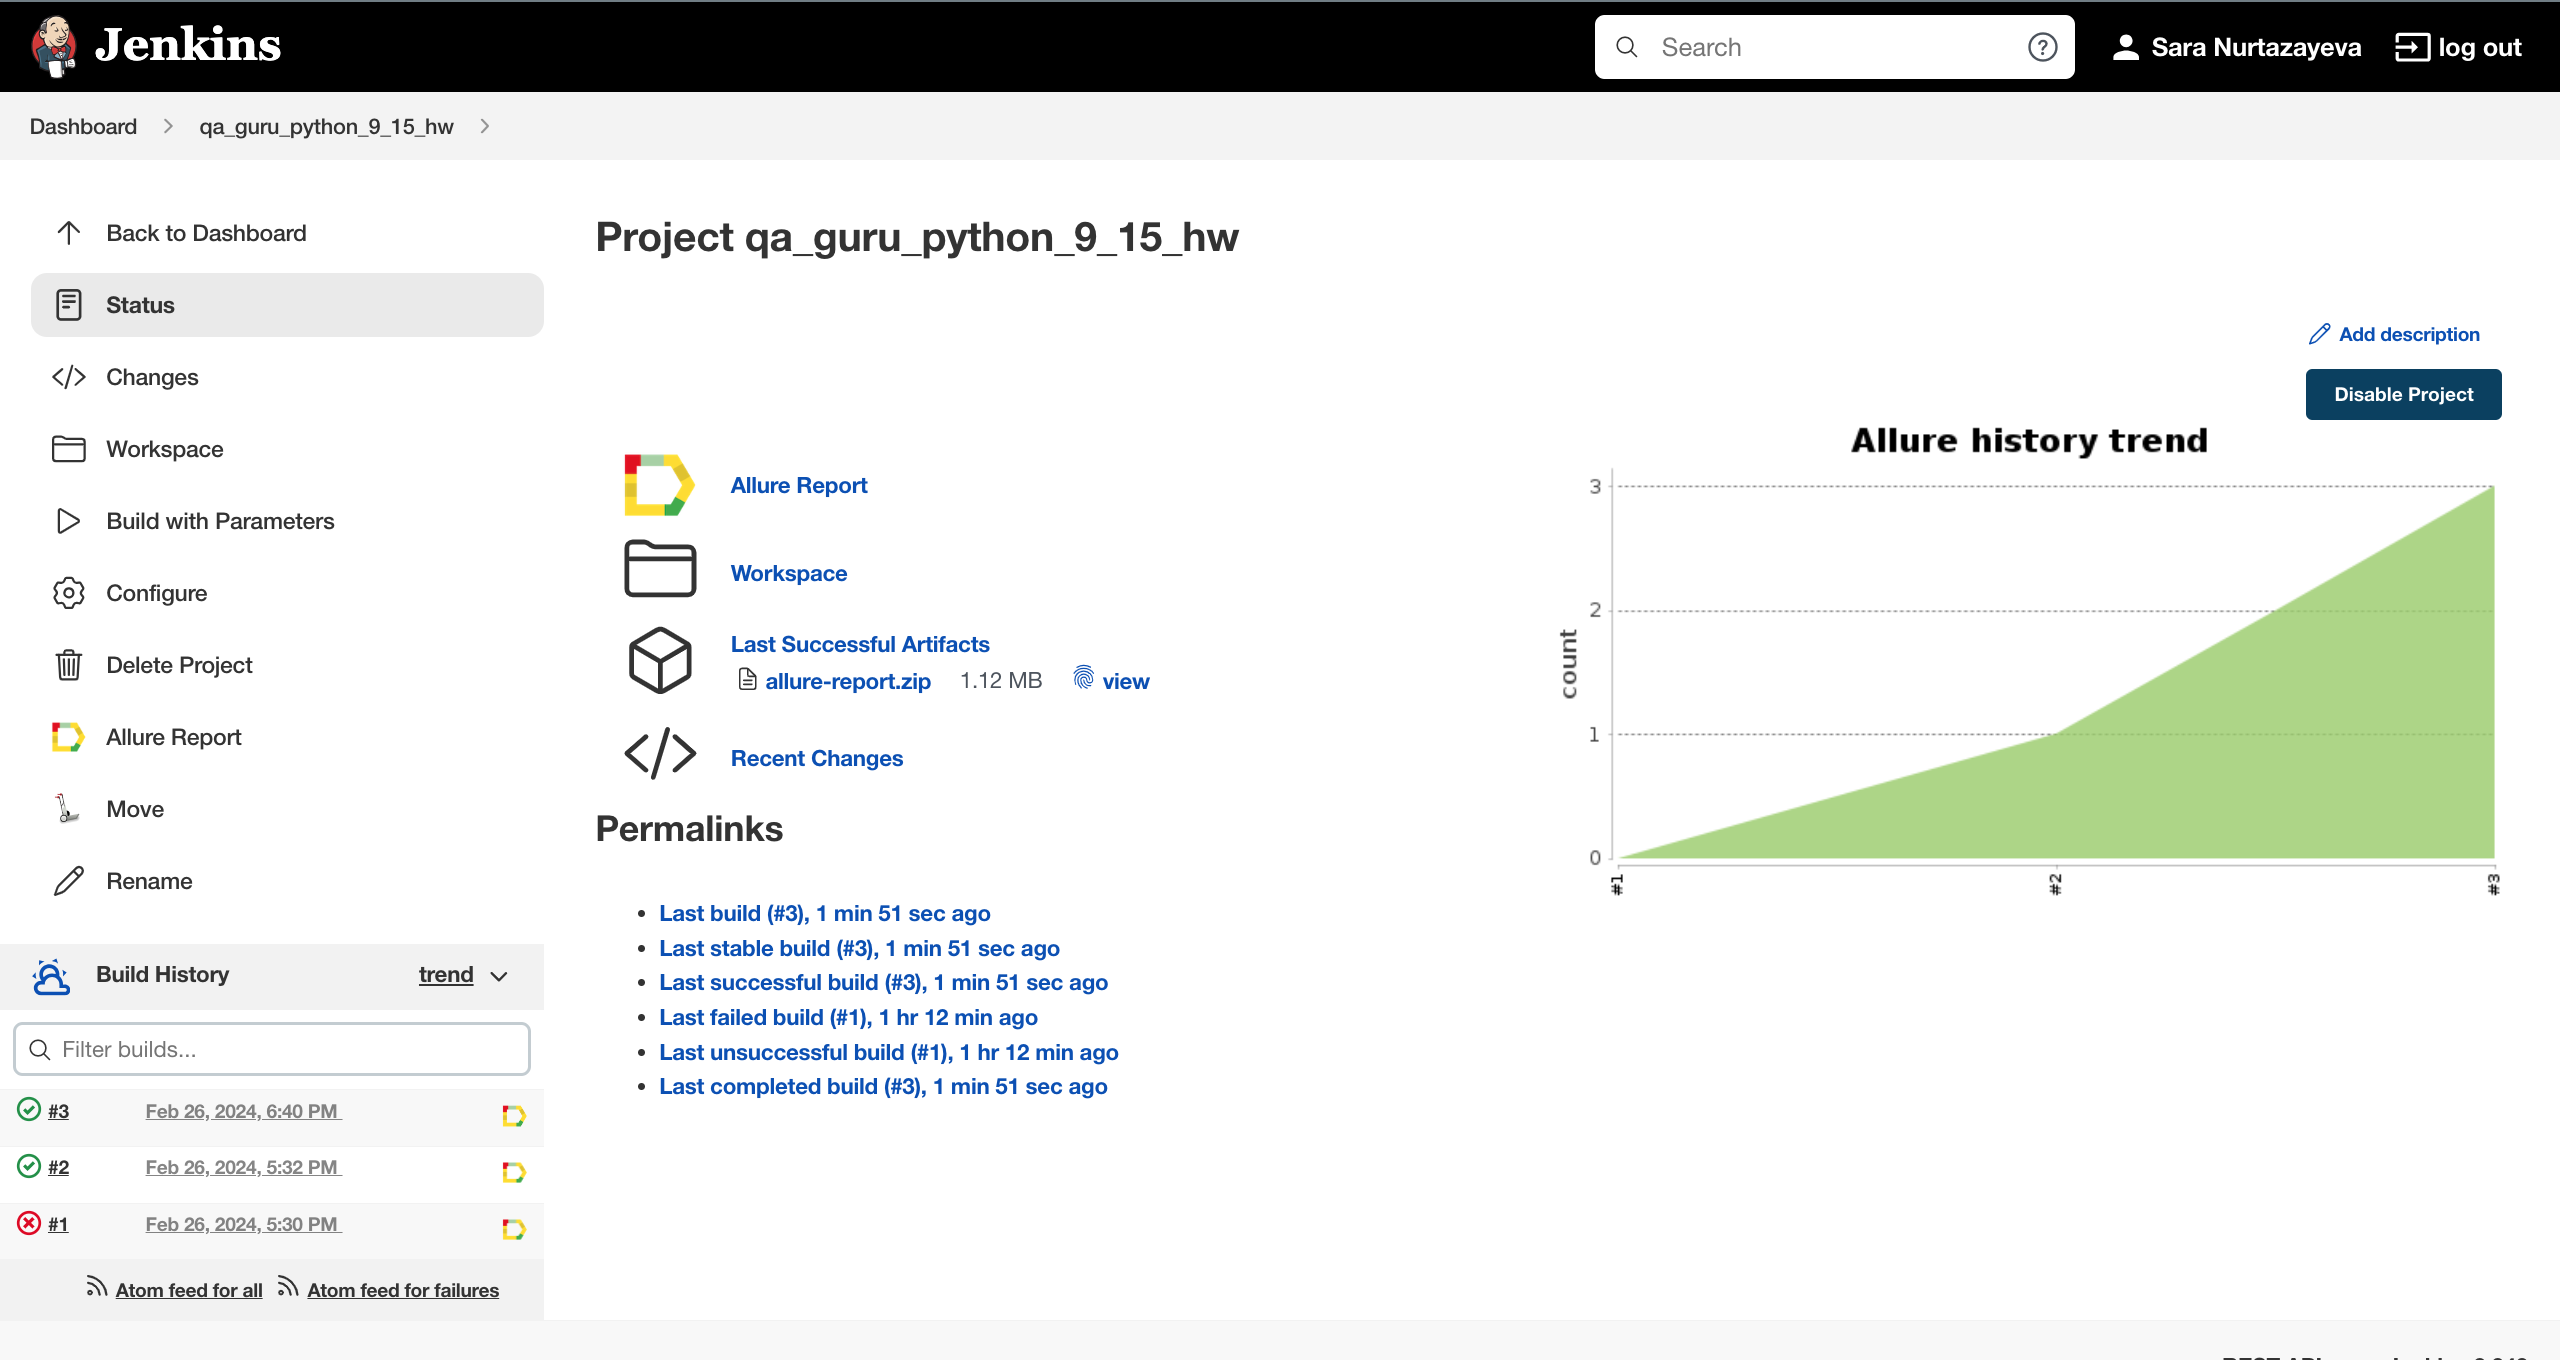 Jenkins
Search
Sara Nurtazayeva
log out
Dashboard
qa_guru_python_9_15_hw
Back to Dashboard
Status
Changes
Workspace
Build with Parameters
Configure
Delete Project
Allure Report
Move
Rename
Build History
trend
Filter builds...
#3 Feb 26, 2024, 6:40 PM
#2 Feb 26, 2024, 5:32 PM
#1 Feb 26, 2024, 5:30 PM
Atom feed for all Atom feed for failures
Project qa_guru_python_9_15_hw
Add description
Disable Project
Allure Report
Workspace
Last Successful Artifacts
allure-report.zip 1.12 MB view
Recent Changes
Permalinks
Last build (#3), 1 min 51 sec ago
Last stable build (#3), 1 min 51 sec ago
Last successful build (#3), 1 min 51 sec ago
Last failed build (#1), 1 hr 12 min ago
Last unsuccessful build (#1), 1 hr 12 min ago
Last completed build (#3), 1 min 51 sec ago
Allure history trend
count
3
2
1
0
#1
#2
#3